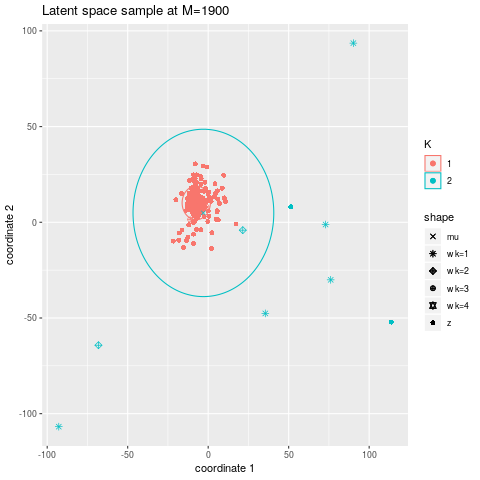 Latent space sample at M=1900
100
50
0
-50
-100
-100
-50
0
50
100
coordinate 1
coordinate 2
K
1
2
shape
mu
w k=1
w k=2
w k=3
w k=4
z